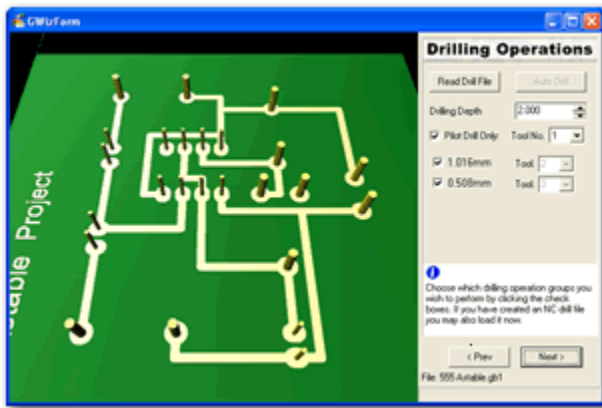 GWizForm
Drilling Operations
Read Drill File
Auto Drill
Drilling Depth: 2.000
Pilot Drill Only: Tool No. 1
1.016mm Tool. 2
0.508mm Tool. 3
stable Project
Choose which drilling operation groups you
wish to perform by clicking the check
boxes. If you have created an NC drill file
you may also load it now.
< Prev
Next >
File: 555 Astable.gb1